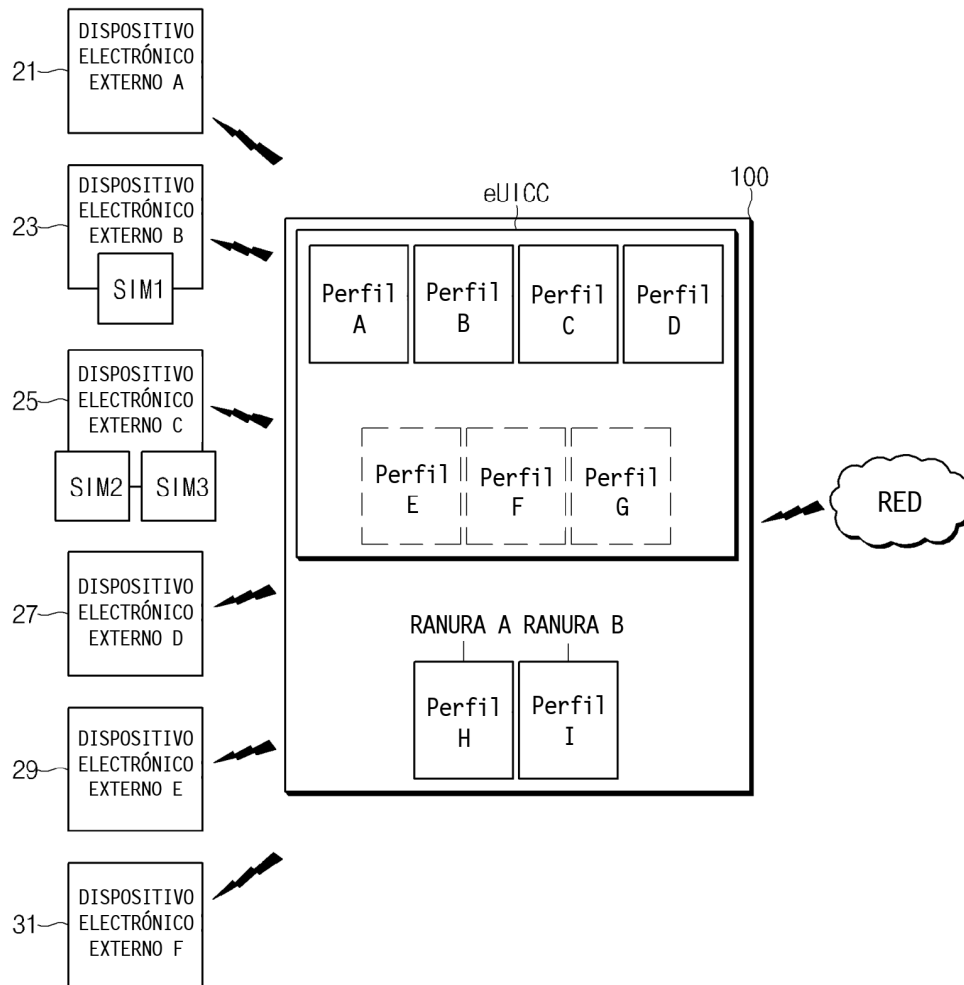 DISPOSITIVO
ELECTRÓNICO
EXTERNO A
21
DISPOSITIVO
ELECTRÓNICO
EXTERNO B
23
SIM1
DISPOSITIVO
ELECTRÓNICO
EXTERNO C
25
SIM2
SIM3
DISPOSITIVO
ELECTRÓNICO
EXTERNO D
27
DISPOSITIVO
ELECTRÓNICO
EXTERNO E
29
DISPOSITIVO
ELECTRÓNICO
EXTERNO F
31
100
eUICC
Perfil
A
Perfil
B
Perfil
C
Perfil
D
Perfil
E
Perfil
F
Perfil
G
RANURA A RANURA B
Perfil
H
Perfil
I
RED